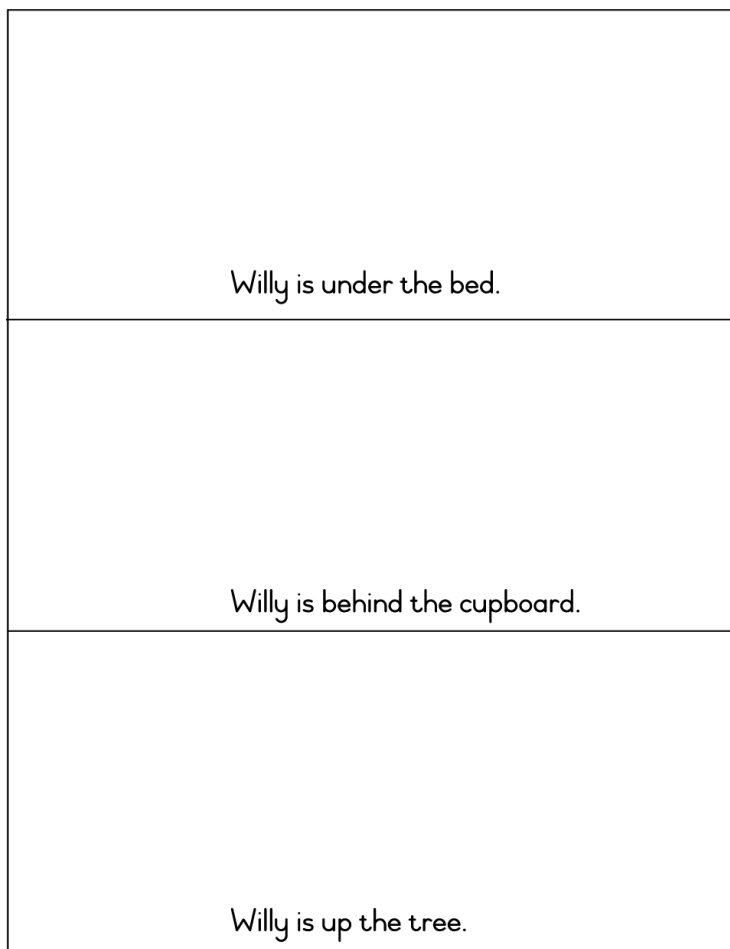 Willy is under the bed.
Willy is behind the cupboard.
Willy is up the tree.